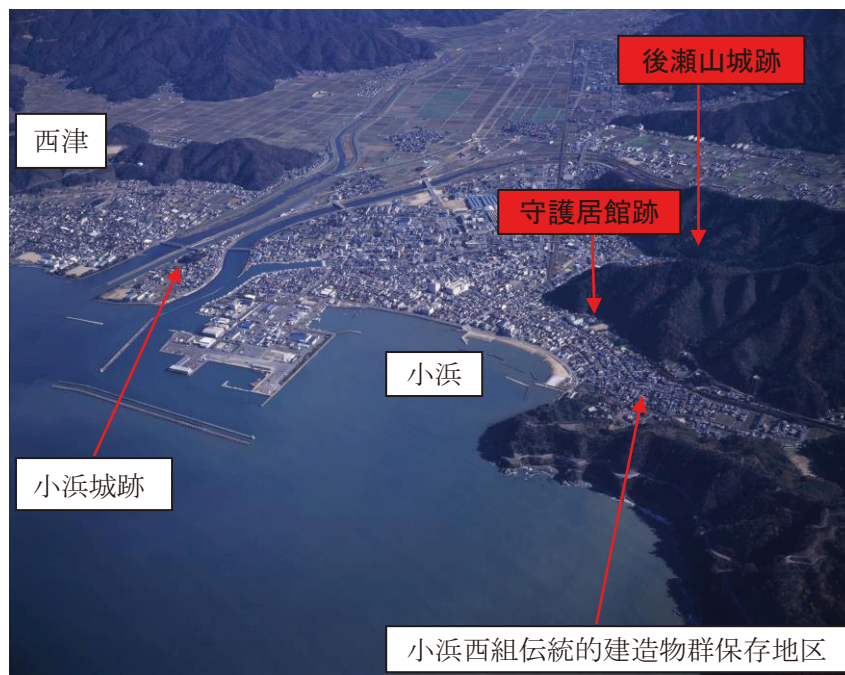 後瀬山城跡
西津
守護居館跡
小浜
小浜城跡
小浜西組伝統的建造物群保存地区